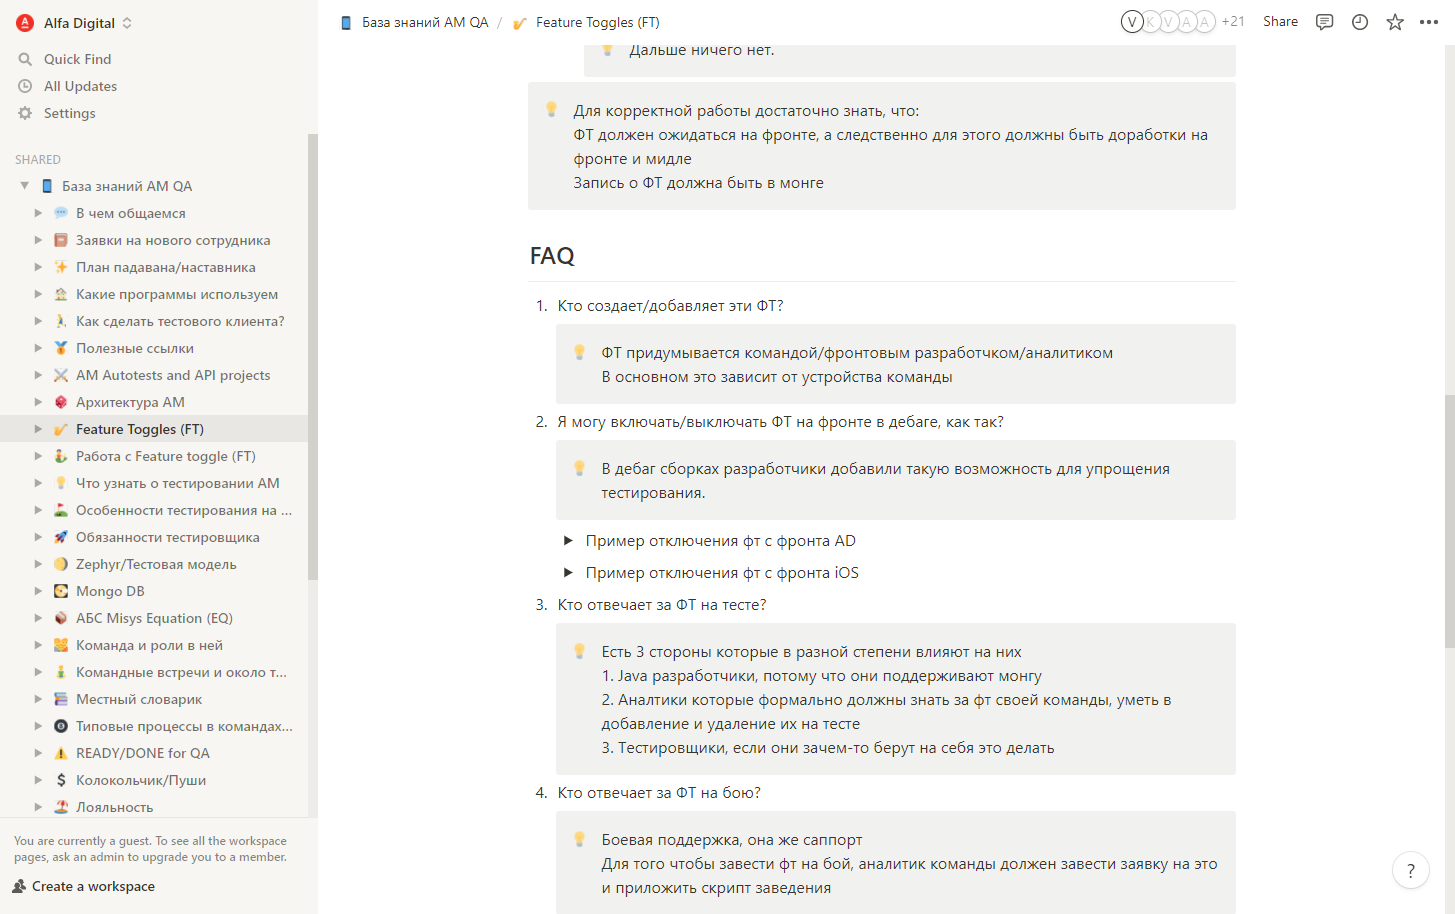 Alfa Digital
Quick Find
All Updates
Settings
SHARED
База знаний AM QA
В чем общаемся
Заявки на нового сотрудника
План падавана/наставника
Какие программы используем
Как сделать тестового клиента?
Полезные ссылки
AM Autotests and API projects
Архитектура AM
Feature Toggles (FT)
Работа с Feature toggle (FT)
Что узнать о тестировании AM
Особенности тестирования на ...
Обязанности тестировщика
Zephyr/Тестовая модель
Mongo DB
АБС Misys Equation (EQ)
Команда и роли в ней
Командные встречи и около т...
Местный словарик
Типовые процессы в командах...
READY/DONE for QA
Колокольчик/Пуши
Лояльность
You are currently a guest. To see all the workspace
pages, ask an admin to upgrade you to a member.
Create a workspace
База знаний AM QA / Feature Toggles (FT)
V K V A A +21 Share
Дальше ничего нет.
Для корректной работы достаточно знать, что:
ФТ должен ожидаться на фронте, а следственно для этого должны быть доработки на
фронте и мидле
Запись о ФТ должна быть в монге
FAQ
1. Кто создает/добавляет эти ФТ?
ФТ придумывается командой/фронтовым разработчком/аналитиком
В основном это зависит от устройства команды
2. Я могу включать/выключать ФТ на фронте в дебаге, как так?
В дебаг сборках разработчики добавили такую возможность для упрощения
тестирования.
Пример отключения фт с фронта AD
Пример отключения фт с фронта iOS
3. Кто отвечает за ФТ на тесте?
Есть 3 стороны которые в разной степени влияют на них
1. Java разработчики, потому что они поддерживают монгу
2. Аналтики которые формально должны знать за фт своей команды, уметь в
добавление и удаление их на тесте
3. Тестировщики, если они зачем-то берут на себя это делать
4. Кто отвечает за ФТ на бою?
Боевая поддержка, она же саппорт
Для того чтобы завести фт на бой, аналитик команды должен завести заявку на это
и приложить скрипт заведения
?